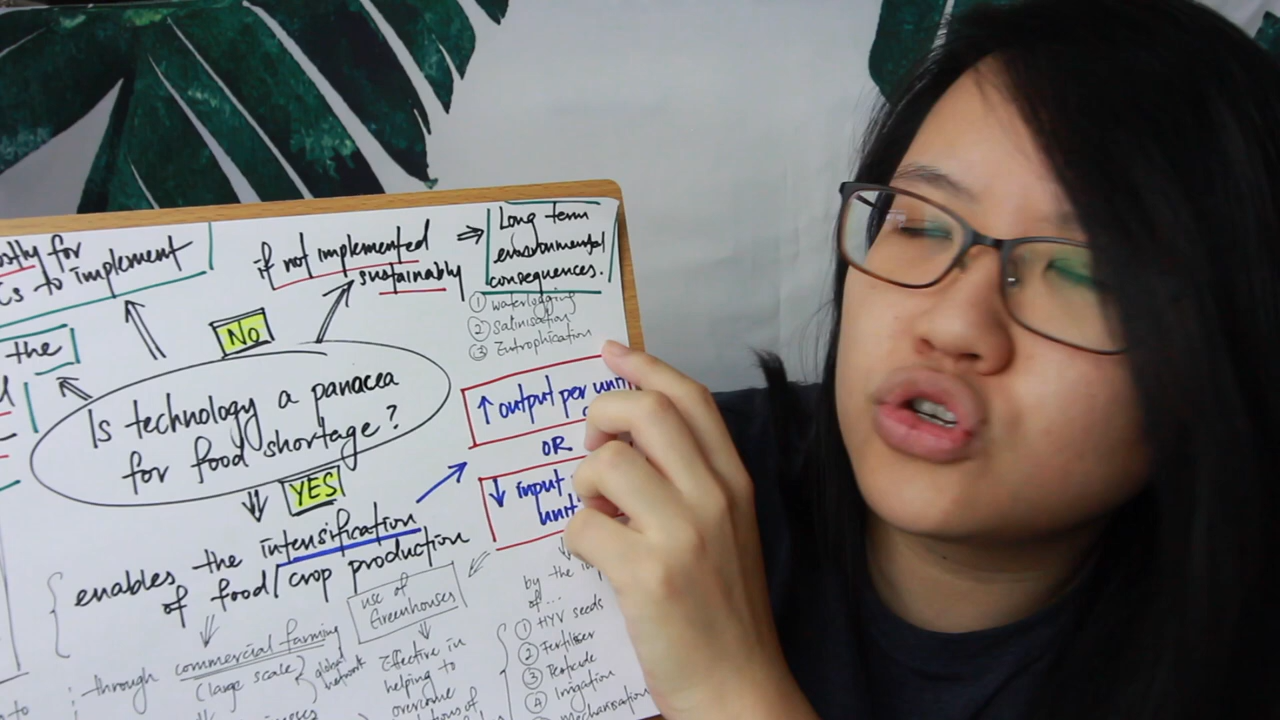 for
to implement
if not implemented
sustainably
⇒
Long term
environmental
consequences.
① waterlogging
② Salinisation
③ Eutrophication
No
the
Is technology a panacea
for food shortage?
YES
↑ output per unit
OR
↓ input
unit
enables the intensification
of food/crop production
use of
Greenhouses
through commercial farming
(large scale)
global
network
Effective in
helping to
overcome
of
by the
of...
① HYV seeds
② Fertiliser
③ Pesticide
④ Irrigation
Mechanisation
to